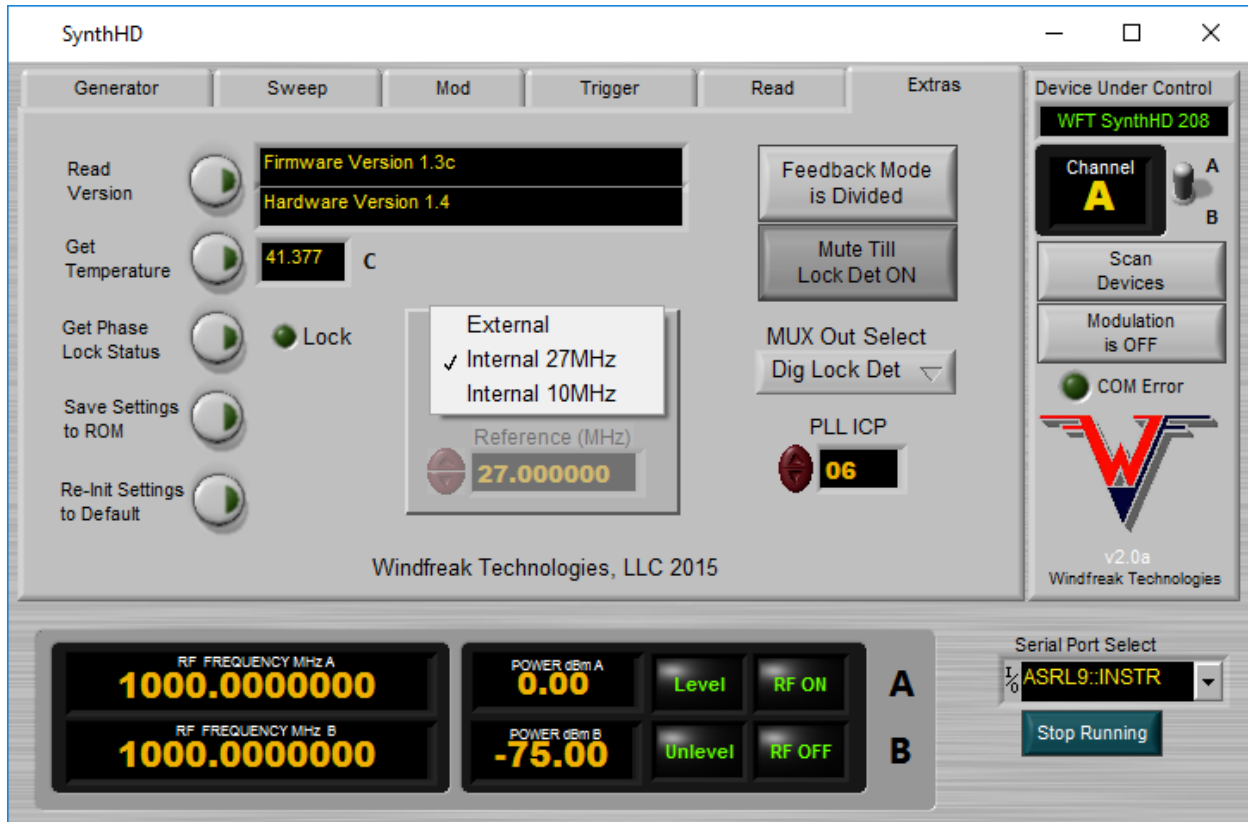 SynthHD
Generator
Sweep
Mod
Trigger
Read
Extras
Read
Version
Firmware Version 1.3c
Hardware Version 1.4
Get
Temperature
41.377
C
Get Phase
Lock Status
Lock
Save Settings
to ROM
Re-Init Settings
to Default
External
✓ Internal 27MHz
Internal 10MHz
Reference (MHz)
27.000000
Feedback Mode
is Divided
Mute Till
Lock Det ON
MUX Out Select
Dig Lock Det
PLL ICP
06
Windfreak Technologies, LLC 2015
Device Under Control
WFT SynthHD 208
Channel
A
A
B
Scan
Devices
Modulation
is OFF
COM Error
W
v2.0a
Windfreak Technologies
RF FREQUENCY MHz A
1000.0000000
POWER dBm A
0.00
Level
RF ON
A
RF FREQUENCY MHz B
1000.0000000
POWER dBm B
-75.00
Unlevel
RF OFF
B
Serial Port Select
I/O
ASRL9::INSTR
Stop Running